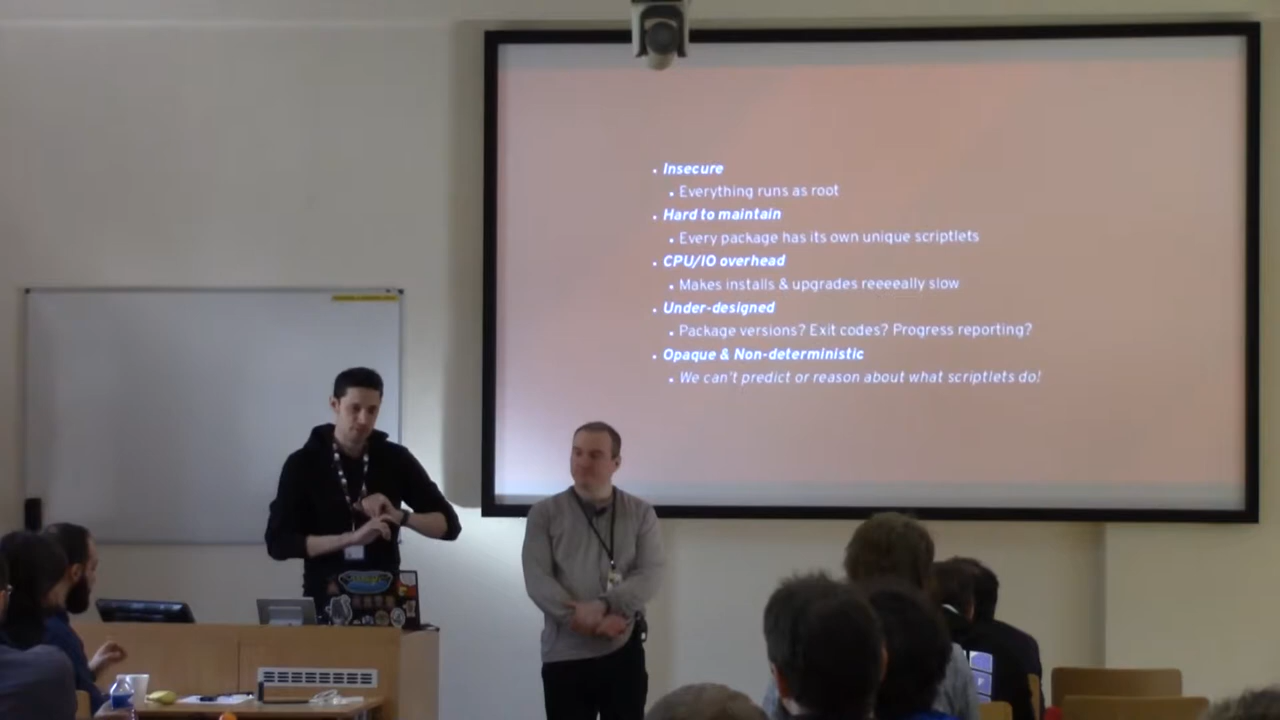 Insecure
Everything runs as root
Hard to maintain
Every package has its own unique scriptlets
CPU/IO overhead
Makes installs & upgrades reeeeally slow
Under-designed
Package versions? Exit codes? Progress reporting?
Opaque & Non-deterministic
We can't predict or reason about what scriptlets do!